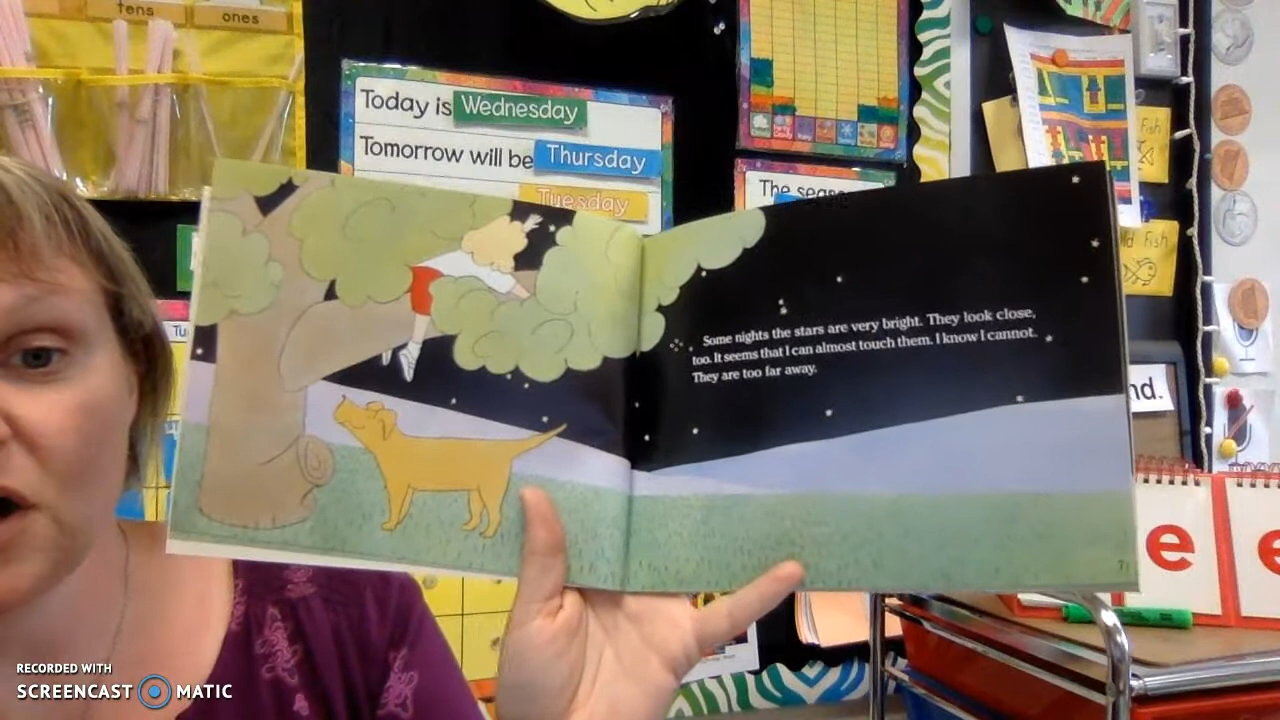 tens
ones
Today is Wednesday
Tomorrow will be Thursday
Tuesday
The
Fish
Fish
Some nights the stars are very bright. They look close,
too. It seems that I can almost touch them. I know I cannot.
They are too far away.
7
nd.
e
e
RECORDED WITH
SCREENCAST MATIC